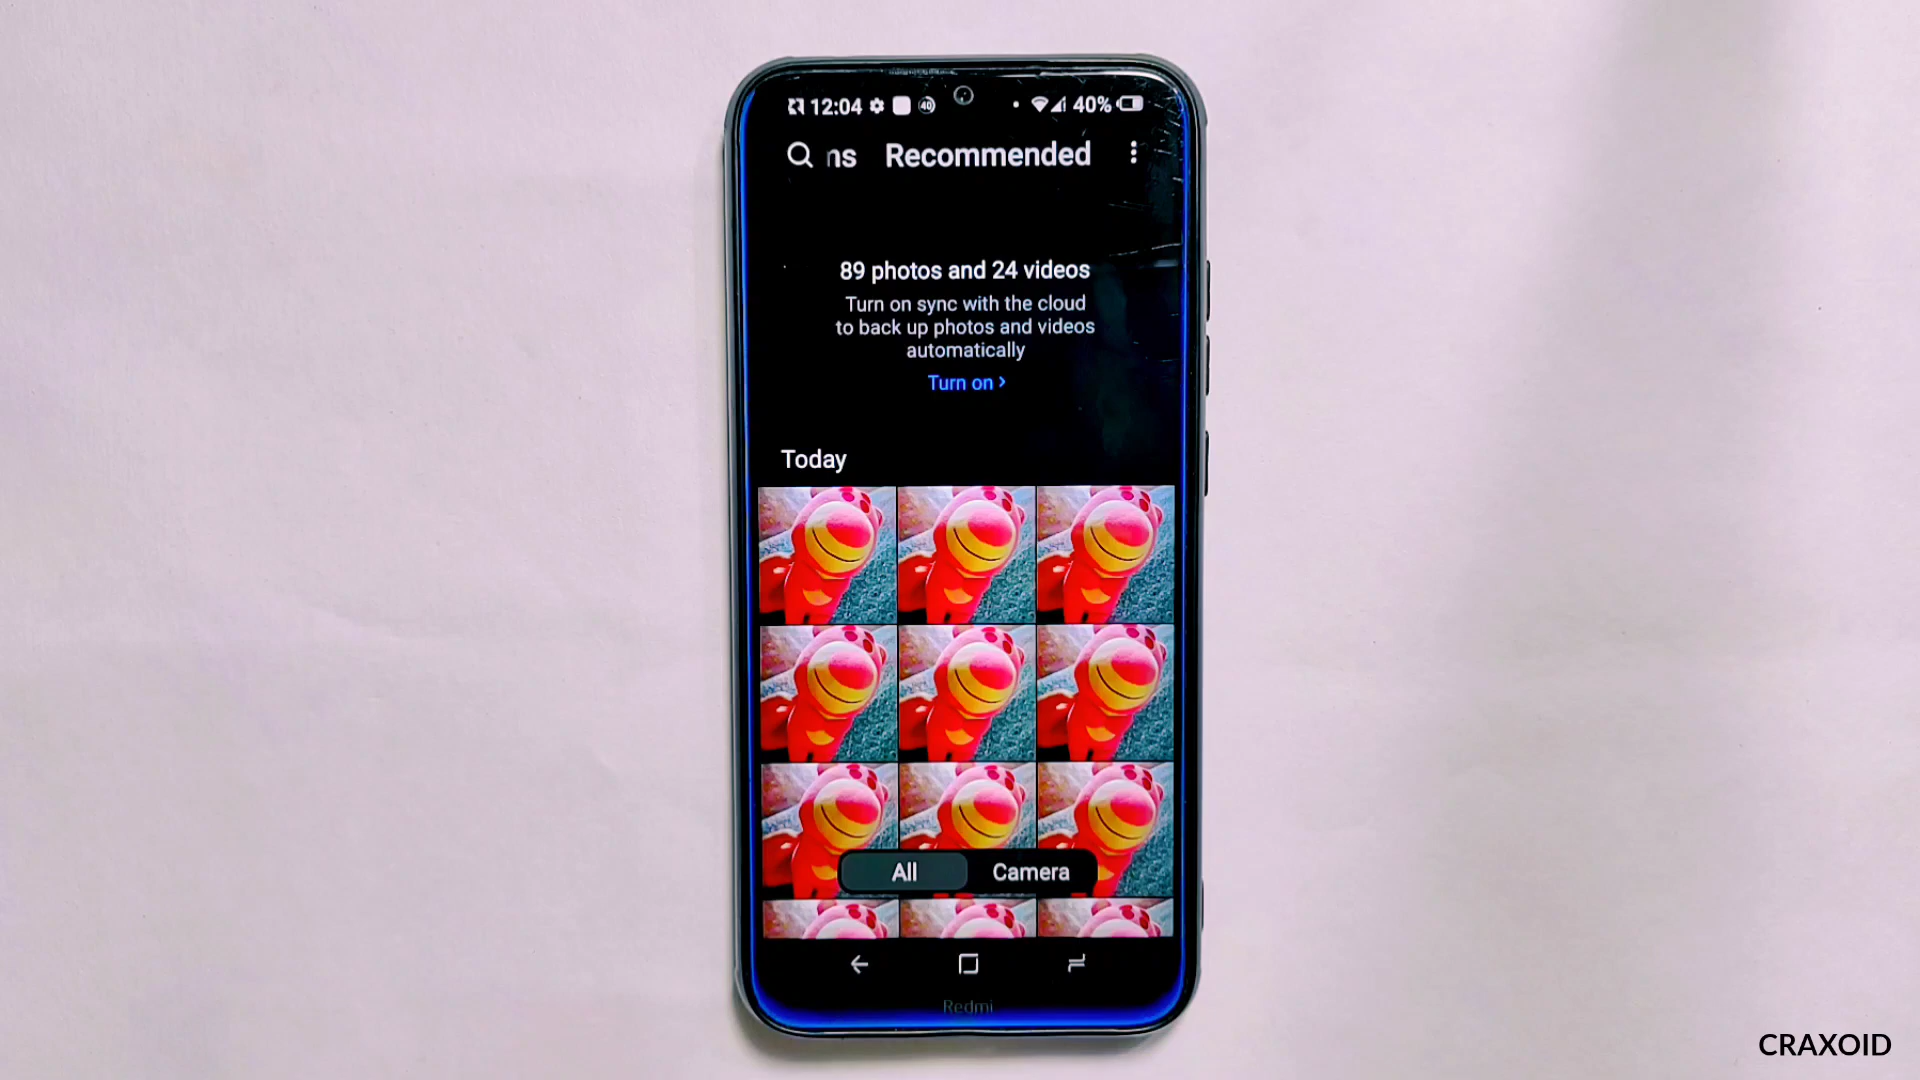 12:04 40 40%
ns Recommended
89 photos and 24 videos
Turn on sync with the cloud
to back up photos and videos
automatically
Turn on ›
Today
All Camera
Redmi
CRAXOID